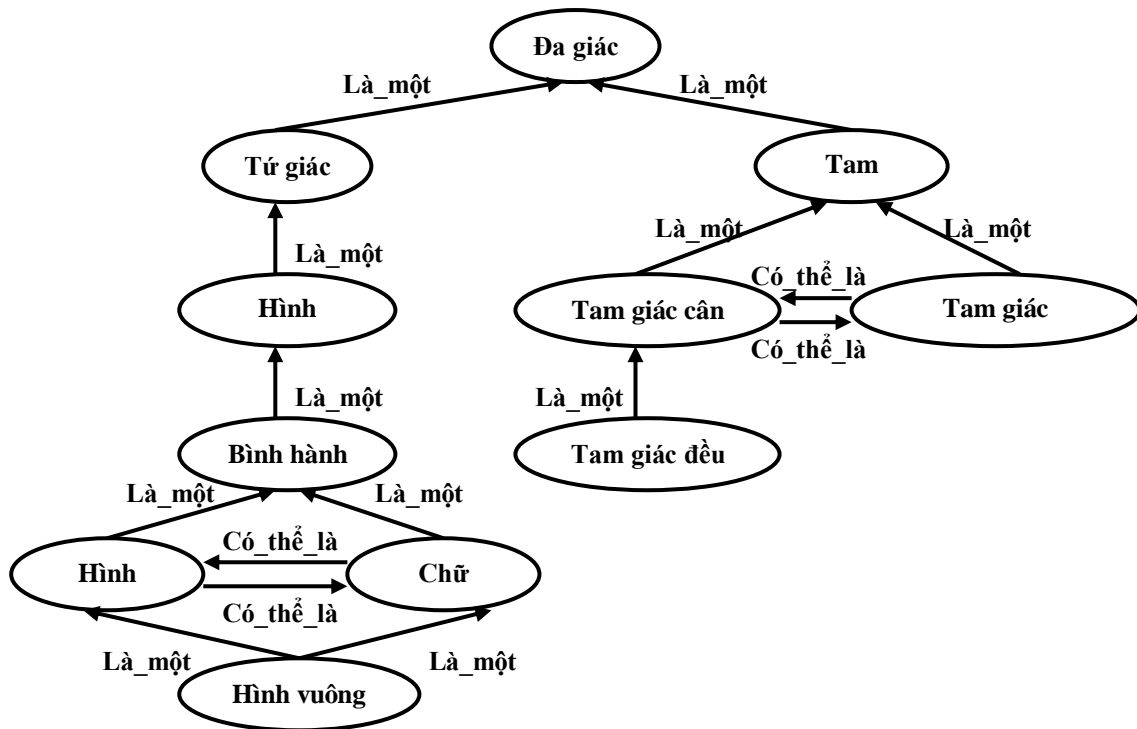 Đa giác
Là_một
Là_một
Tứ giác
Tam
Là_một
Là_một
Là_một
Hình
Tam giác cân
Có_thể_là
Có_thể_là
Tam giác
Là_một
Là_một
Bình hành
Tam giác đều
Là_một
Là_một
Hình
Có_thể_là
Có_thể_là
Chữ
Là_một
Là_một
Hình vuông